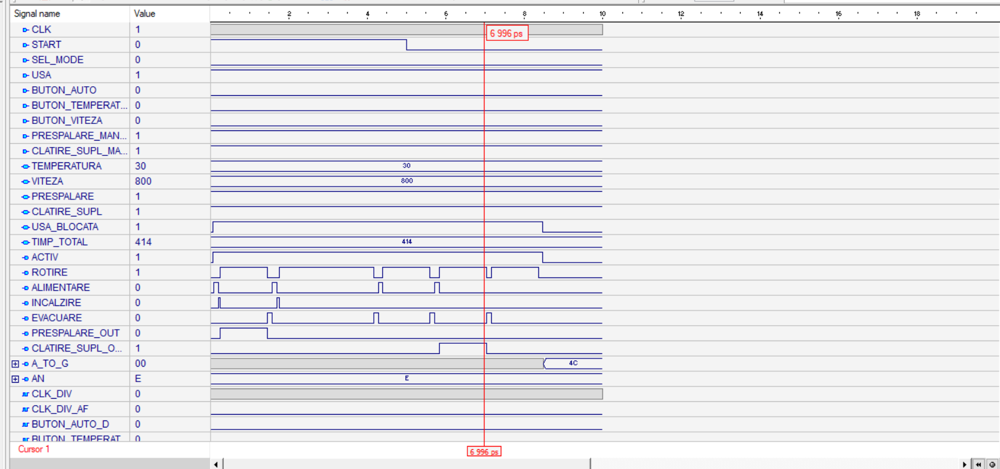 Signal name Value 2 4 6 8 10 12 14 16 18
CLK 1
6 996 ps
START 0
SEL_MODE 0
USA 1
BUTON_AUTO 0
BUTON_TEMPERAT... 0
BUTON_VITEZA 0
PRESPALARE_MAN... 1
CLATIRE_SUPL_MA... 1
TEMPERATURA 30 30
VITEZA 800 800
PRESPALARE 1
CLATIRE_SUPL 1
USA_BLOCATA 1
TIMP_TOTAL 414 414
ACTIV 1
ROTIRE 1
ALIMENTARE 0
INCALZIRE 0
EVACUARE 0
PRESPALARE_OUT 0
CLATIRE_SUPL_O... 1
A_TO_G 00 4C
AN E E
CLK_DIV 0
CLK_DIV_AF 0
BUTON_AUTO_D 0
BUTON_TEMPERAT 0
Cursor 1 6 996 ps